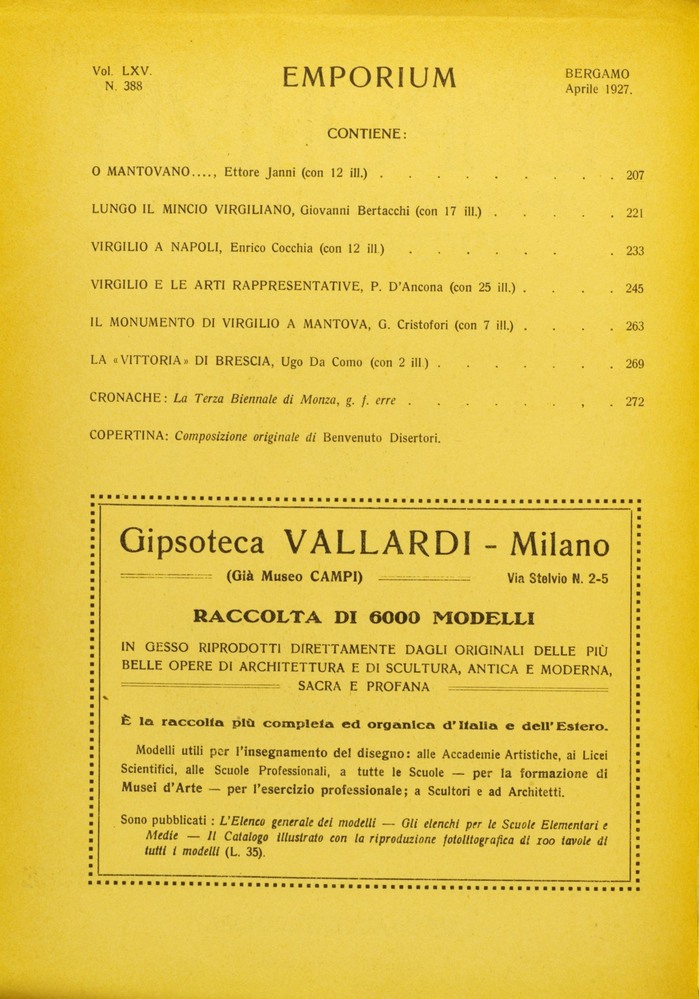 Vol. LXV.
N. 388
EMPORIUM
BERGAMO
Aprile 1927.
CONTIENE:
O MANTOVANO...., Ettore Janni (con 12 ill.) . . . . . . . . 207
LUNGO IL MINCIO VIRGILIANO, Giovanni Bertacchi (con 17 ill.) . . . . . 221
VIRGILIO A NAPOLI, Enrico Cocchia (con 12 ill.) . . . . . . . 233
VIRGILIO E LE ARTI RAPPRESENTATIVE, P. D'Ancona (con 25 ill.) . . . . 245
IL MONUMENTO DI VIRGILIO A MANTOVA, G. Cristofori (con 7 ill.) . . . . 263
LA «VITTORIA» DI BRESCIA, Ugo Da Como (con 2 ill.) . . . . . . . 269
CRONACHE: La Terza Biennale di Monza, g. f. erre . . . . . . . , . 272
COPERTINA: Composizione originale di Benvenuto Disertori.
Gipsoteca VALLARDI - Milano
(Già Museo CAMPI) Via Stelvio N. 2-5
RACCOLTA DI 6000 MODELLI
IN GESSO RIPRODOTTI DIRETTAMENTE DAGLI ORIGINALI DELLE PIÙ
BELLE OPERE DI ARCHITETTURA E DI SCULTURA, ANTICA E MODERNA,
SACRA E PROFANA
È la raccolta più completa ed organica d'Italia e dell'Estero.
Modelli utili per l'insegnamento del disegno: alle Accademie Artistiche, ai Licei
Scientifici, alle Scuole Professionali, a tutte le Scuole — per la formazione di
Musei d'Arte — per l'esercizio professionale; a Scultori e ad Architetti.
Sono pubblicati : L'Elenco generale dei modelli — Gli elenchi per le Scuole Elementari e
Medie — Il Catalogo illustrato con la riproduzione fotolitografica di 100 tavole di
tutti i modelli (L. 35).